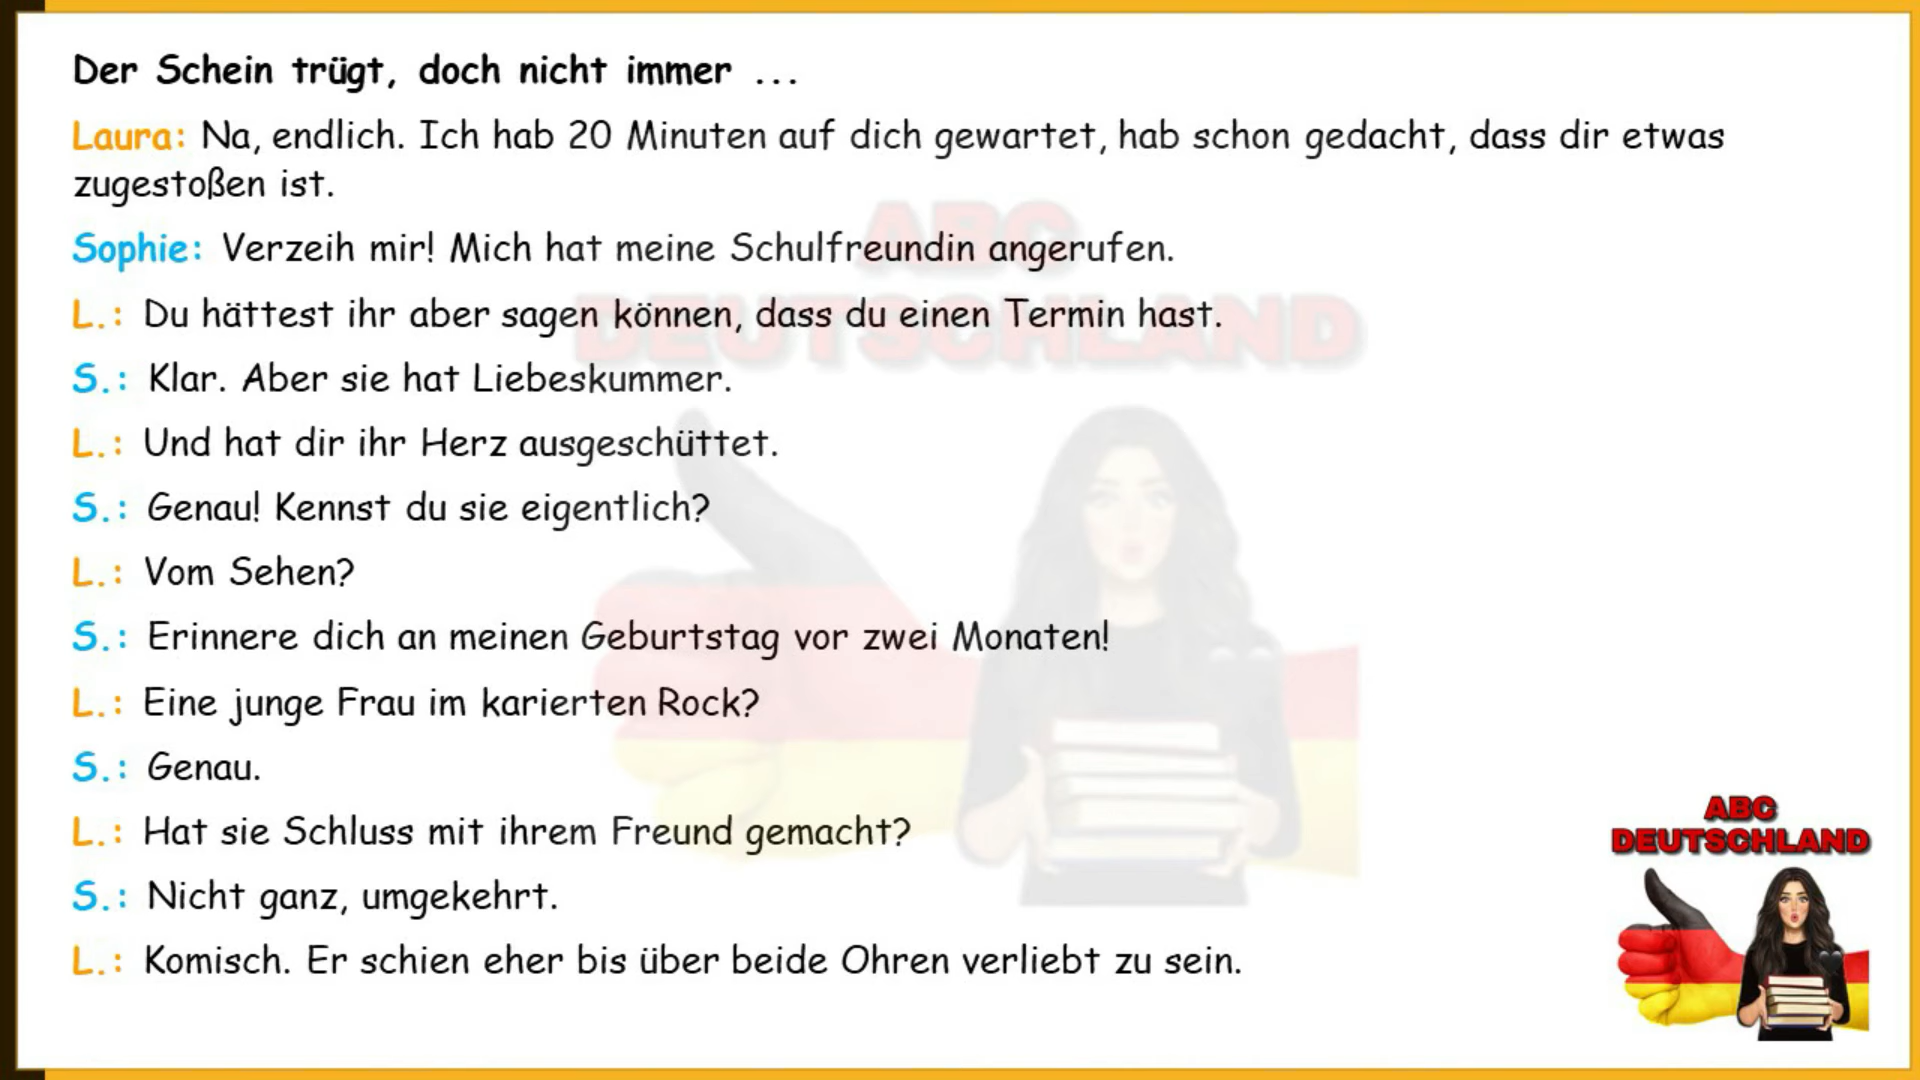 Der Schein trügt, doch nicht immer ...
Laura: Na, endlich. Ich hab 20 Minuten auf dich gewartet, hab schon gedacht, dass dir etwas
zugestoßen ist.
Sophie: Verzeih mir! Mich hat meine Schulfreundin angerufen.
L.: Du hättest ihr aber sagen können, dass du einen Termin hast.
S.: Klar. Aber sie hat Liebeskummer.
L.: Und hat dir ihr Herz ausgeschüttet.
S.: Genau! Kennst du sie eigentlich?
L.: Vom Sehen?
S.: Erinnere dich an meinen Geburtstag vor zwei Monaten!
L.: Eine junge Frau im karierten Rock?
S.: Genau.
L.: Hat sie Schluss mit ihrem Freund gemacht?
S.: Nicht ganz, umgekehrt.
L.: Komisch. Er schien eher bis über beide Ohren verliebt zu sein.
ABC
DEUTSCHLAND
ABC
DEUTSCHLAND